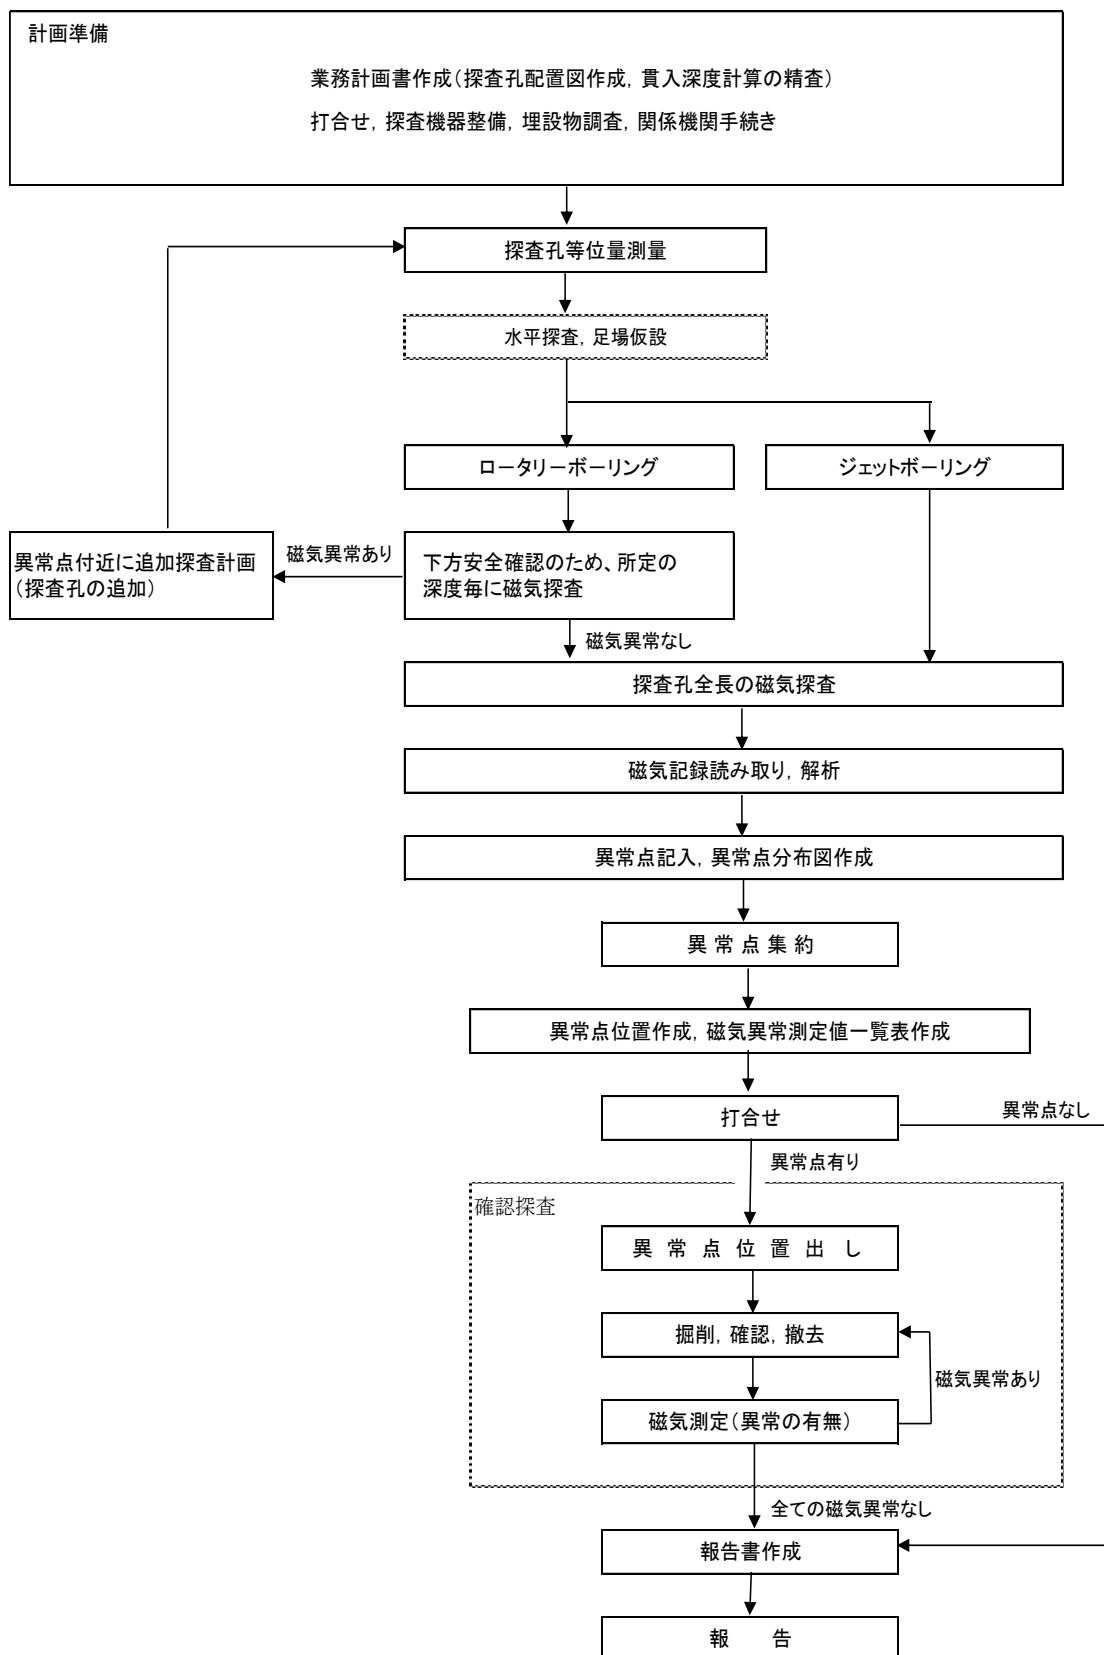 計画準備
業務計画書作成（探査孔配置図作成，貫入深度計算の精査）
打合せ，探査機器整備，埋設物調査，関係機関手続き
探査孔等位量測量
水平探査，足場仮設
ロータリーボーリング
ジェットボーリング
異常点付近に追加探査計画
（探査孔の追加）
磁気異常あり
下方安全確認のため、所定の
深度毎に磁気探査
磁気異常なし
探査孔全長の磁気探査
磁気記録読み取り，解析
異常点記入，異常点分布図作成
異 常 点 集 約
異常点位置作成，磁気異常測定値一覧表作成
打合せ
異常点なし
異常点有り
確認探査
異 常 点 位 置 出 し
掘削，確認，撤去
磁気異常あり
磁気測定（異常の有無）
全ての磁気異常なし
報告書作成
報　　告